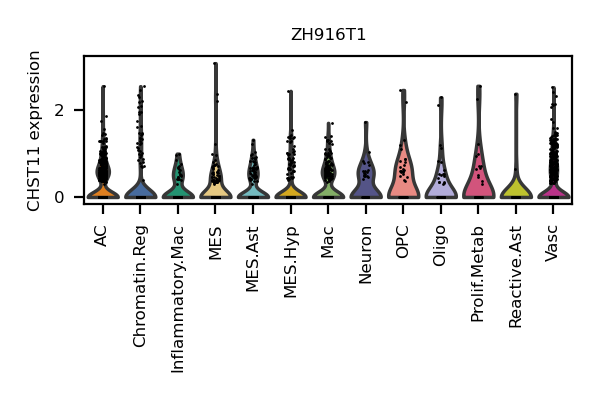 ZH916T1
CHST11 expression
2
0
AC
Chromatin.Reg
Inflammatory.Mac
MES
MES.Ast
MES.Hyp
Mac
Neuron
OPC
Oligo
Prolif.Metab
Reactive.Ast
Vasc